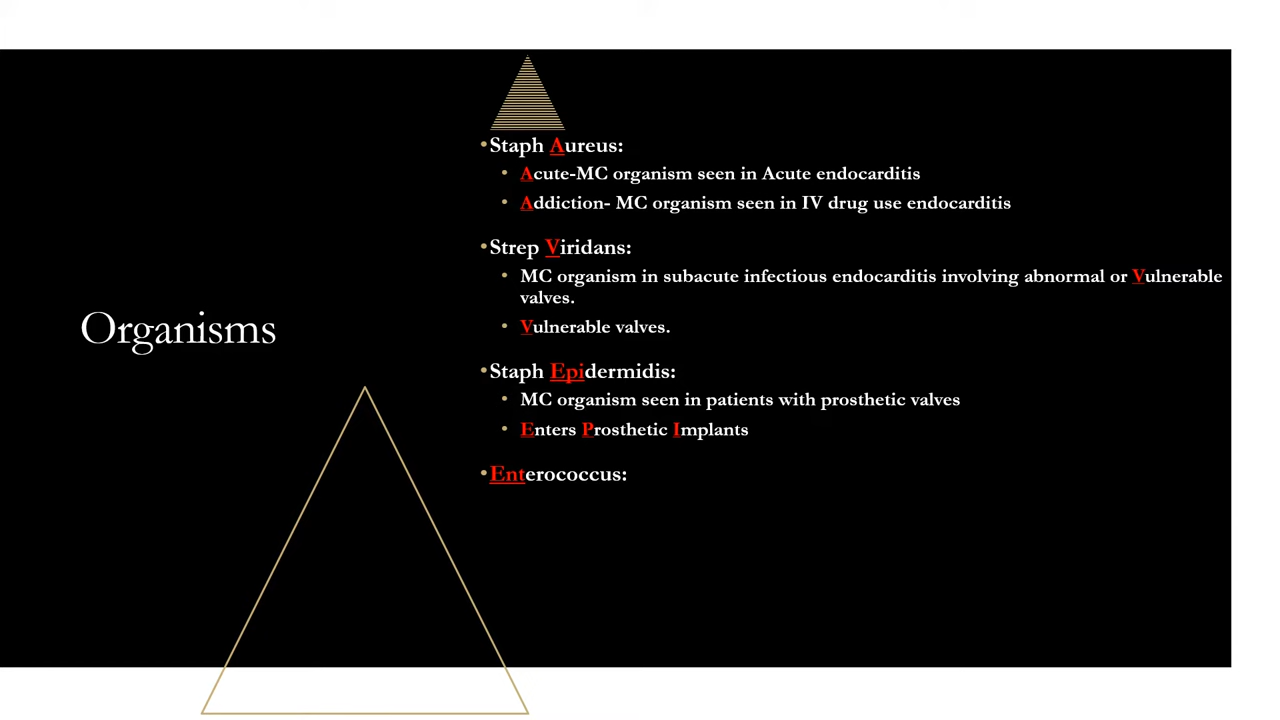 Organisms
•Staph Aureus:
• Acute-MC organism seen in Acute endocarditis
• Addiction- MC organism seen in IV drug use endocarditis
•Strep Viridans:
• MC organism in subacute infectious endocarditis involving abnormal or Vulnerable
valves.
• Vulnerable valves.
•Staph Epidermidis:
• MC organism seen in patients with prosthetic valves
• Enters Prosthetic Implants
•Enterococcus: